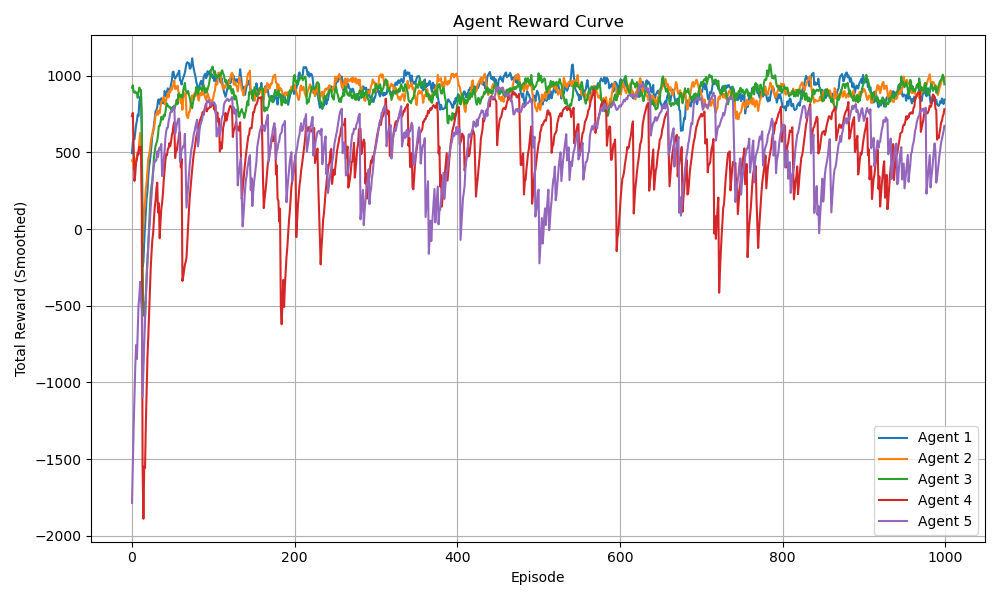 Agent Reward Curve
Total Reward (Smoothed)
1000
500
0
−500
−1000
−1500
−2000
0 200 400 600 800 1000
Episode
Agent 1
Agent 2
Agent 3
Agent 4
Agent 5